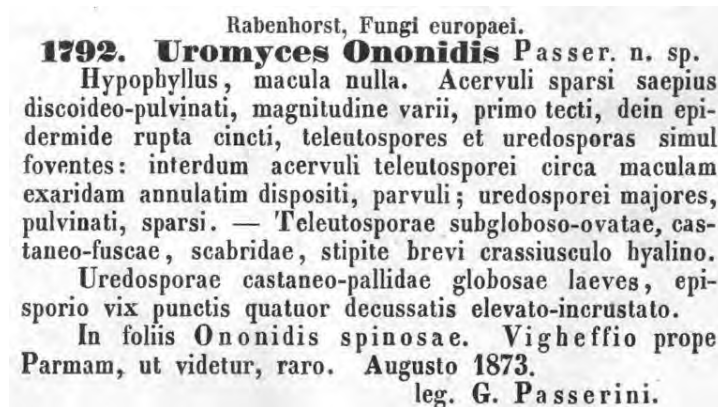 Rabenhorst, Fungi europaei.
1792. Uromyces Ononidis Passer. n. sp.
Hypophyllus, macula nulla. Acervuli sparsi saepius
discoideo-pulvinati, magnitudine varii, primo tecti, dein epi-
dermide rupta cincti, teleutospores et uredosporas simul
foventes: interdum acervuli teleutosporei circa maculam
exaridam annulatim dispositi, parvuli; uredosporei majores,
pulvinati, sparsi. — Teleutosporae subgloboso-ovatae, cas-
taneo-fuscae, scabridae, stipite brevi crassiusculo hyalino.
Uredosporae castaneo-pallidae globosae laeves, epi-
sporio vix punctis quatuor decussatis elevato-incrustato.
In foliis Ononidis spinosae. Vigheffio prope
Parmam, ut videtur, raro. Augusto 1873.
leg. G. Passerini.